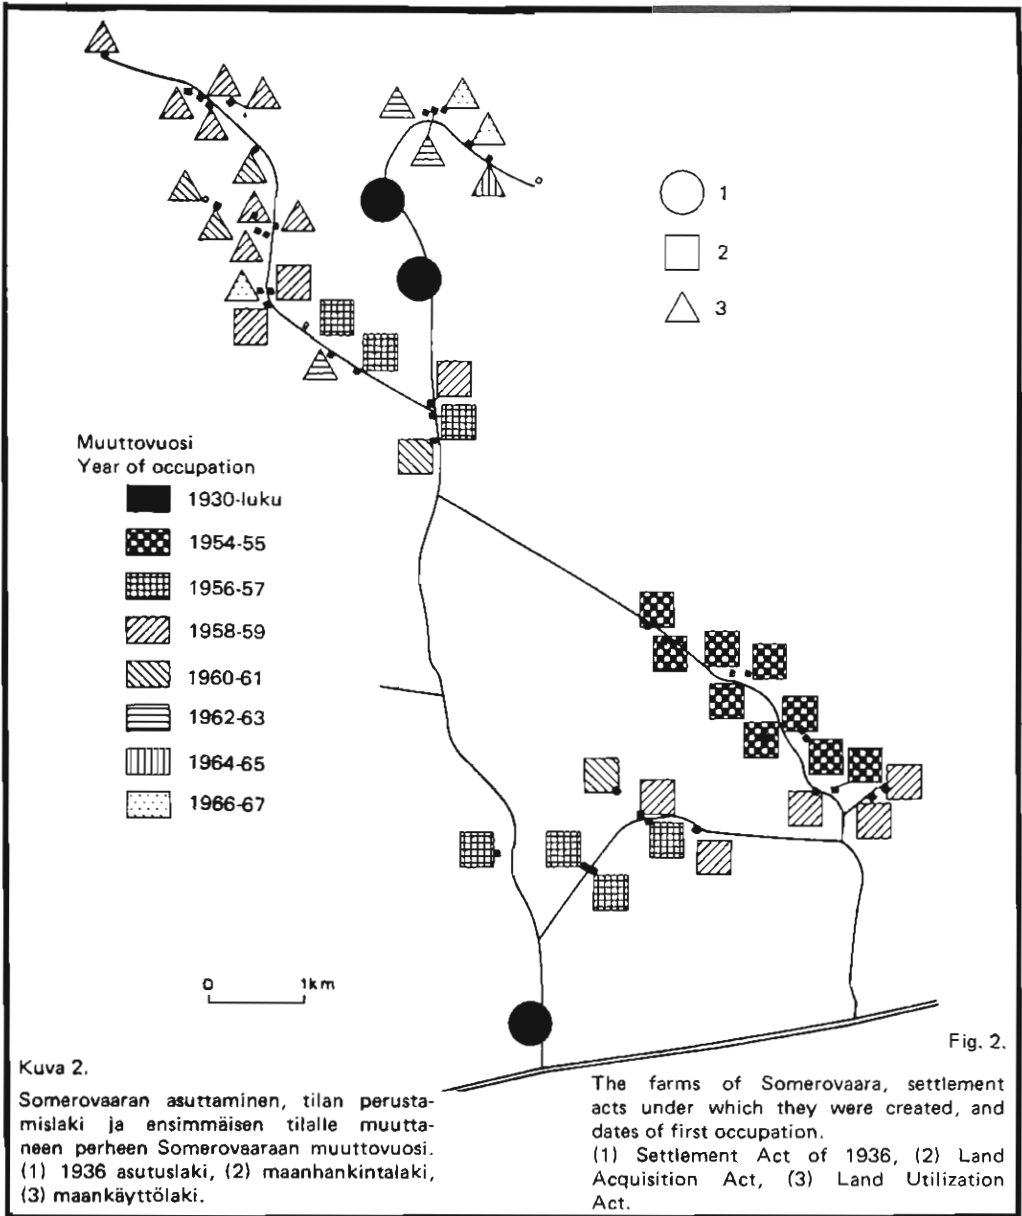 1
2
3
Muuttovuosi
Year of occupation
1930-luku
1954-55
1956-57
1958-59
1960-61
1962-63
1964-65
1966-67
0 1km
Kuva 2.
Somerovaaran asuttaminen, tilan perusta-
mislaki ja ensimmäisen tilalle muutta-
neen perheen Somerovaaraan muuttovuosi.
(1) 1936 asutuslaki, (2) maanhankintalaki,
(3) maankäyttölaki.
Fig. 2.
The farms of Somerovaara, settlement
acts under which they were created, and
dates of first occupation.
(1) Settlement Act of 1936, (2) Land
Acquisition Act, (3) Land Utilization
Act.